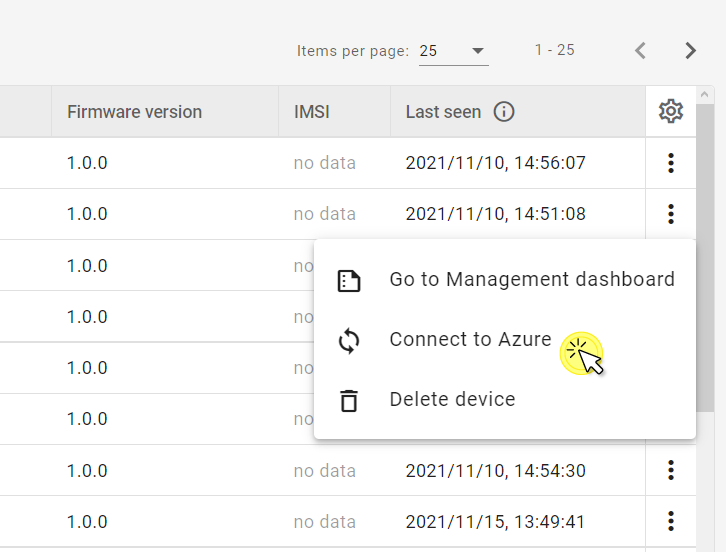 Items per page: 25 1 - 25
Firmware version IMSI Last seen
1.0.0 no data 2021/11/10, 14:56:07
1.0.0 no data 2021/11/10, 14:51:08
1.0.0 no
Go to Management dashboard
1.0.0 no
Connect to Azure
1.0.0 no
Delete device
1.0.0 no
1.0.0 no data 2021/11/10, 14:54:30
1.0.0 no data 2021/11/15, 13:49:41